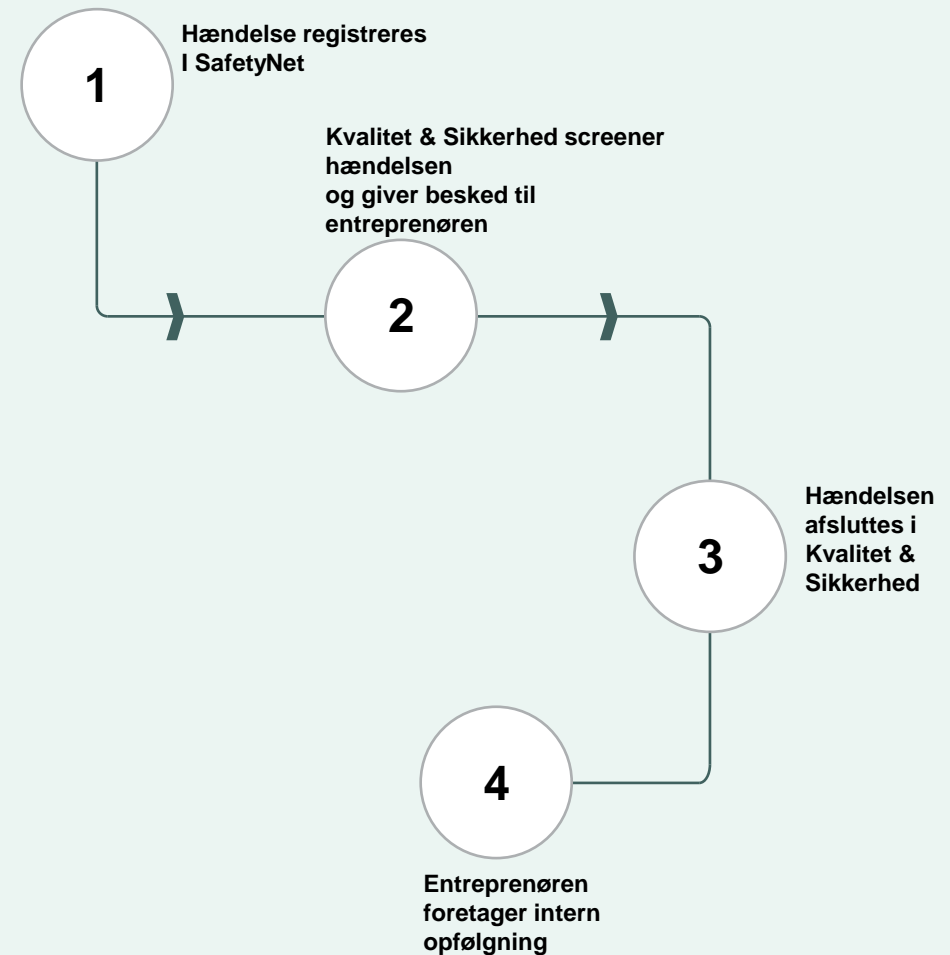 1
Hændelse registreres
I SafetyNet
Kvalitet & Sikkerhed screener
hændelsen
og giver besked til
entreprenøren
2
3
Hændelsen
afsluttes i
Kvalitet &
Sikkerhed
4
Entreprenøren
foretager intern
opfølgning